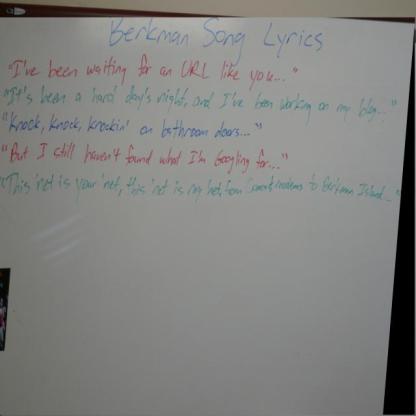 Berkman Song Lyrics
"I've been waiting for an URL like you..."
"It's been a hard day's night, and I've been working on my blog..."
"Knock, knock, knockin' on bathroom doors..."
"But I still haven't found what I'm Googling for..."
"This 'net is your 'net, this 'net is my 'net, from to Berkman Island..."